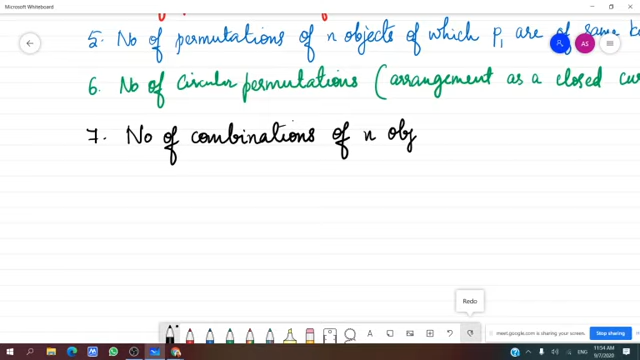 Microsoft Whiteboard
5. No of permutations of n objects of which p₁ are of same
FL AS
6. No of circular permutations (arrangement as a closed
7. No of combinations of n obj
Redo
meet.google.com is sharing your screen. Stop sharing
ENG
11:54 AM
9/7/2020